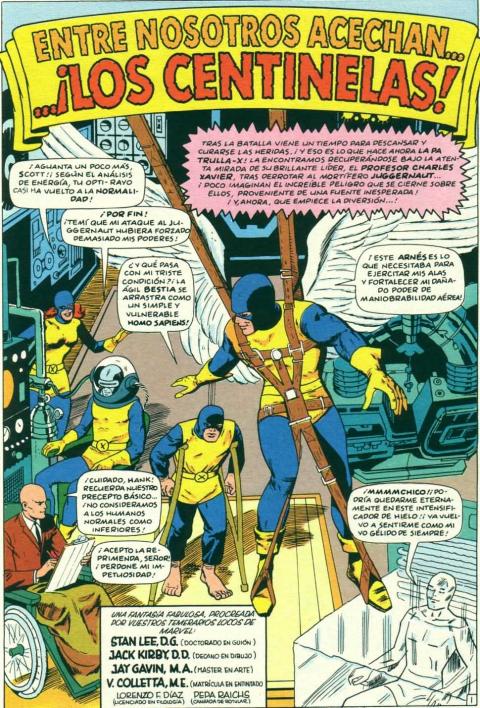 ENTRE NOSOTROS ACECHAN...
...¡LOS CENTINELAS!
TRAS LA BATALLA VIENE UN TIEMPO PARA DESCANSAR Y
CURARSE LAS HERIDAS, ¡Y ESO ES LO QUE HACE AHORA LA PA
TRULLA-X! LA ENCONTRAMOS RECUPERÁNDOSE BAJO LA ATEN-
TA MIRADA DE SU BRILLANTE LÍDER, EL PROFESOR CHARLES
XAVIER, TRAS DERROTAR AL MORTÍFERO JUGGERNAUT...
¡POCO IMAGINAN EL INCREÍBLE PELIGRO QUE SE CIERNE SOBRE
ELLOS, PROVENIENTE DE UNA FUENTE INESPERADA!
¡Y AHORA, QUE EMPIECE LA DIVERSIÓN...!
¡AGUANTA UN POCO MÁS,
SCOTT! ¡SEGÚN EL ANÁLISIS
DE ENERGÍA, TU OPTI-RAYO
CASI HA VUELTO A LA NORMALI-
DAD!
¡POR FIN!
¡TEMÍ QUE MI ATAQUE AL JU-
GGERNAUT HUBIERA FORZADO
DEMASIADO MIS PODERES!
¿Y QUÉ PASA
CON MI TRISTE
CONDICIÓN? ¡LA
ÁGIL BESTIA SE
ARRASTRA COMO
UN SIMPLE Y
VULNERABLE
HOMO SAPIENS!
¡ESTE ARNÉS ES LO
QUE NECESITABA PARA
EJERCITAR MIS ALAS
Y FORTALECER MI DAÑA-
DO PODER DE
MANIOBRABILIDAD AÉREA!
¡CUIDADO, HANK!
RECUERDA NUESTRO
PRECEPTO BÁSICO...
¡NO CONSIDERAMOS
A LOS HUMANOS
NORMALES COMO
INFERIORES!
¡ACEPTO LA RE-
PRIMENDA, SEÑOR!
¡PERDONE MI IM-
PETUOSIDAD!
¡MMMMCHICO! ¡PO-
DRÍA QUEDARME ETERNA-
MENTE EN ESTE INTENSIFICA-
DOR DE HIELO! ¡YA VUEL-
VO A SENTIRME COMO MI
YO GÉLIDO DE SIEMPRE!
UNA FANTASÍA FABULOSA, PROCREADA
POR VUESTROS TEMERARIOS LOCOS DE
MARVEL:
STAN LEE, D.G. (DOCTORADO EN GUIÓN)
JACK KIRBY, D.D. (DECANO EN DIBUJO)
JAY GAVIN, M.A. (MASTER EN ARTE)
V. COLLETTA, M.E. (MATRÍCULA EN ENTINTADO)
LORENZO F. DÍAZ PEPA RAICHS
(LICENCIADO EN FILOLOGÍA) (CAMARADA DE ROTULAR)
1